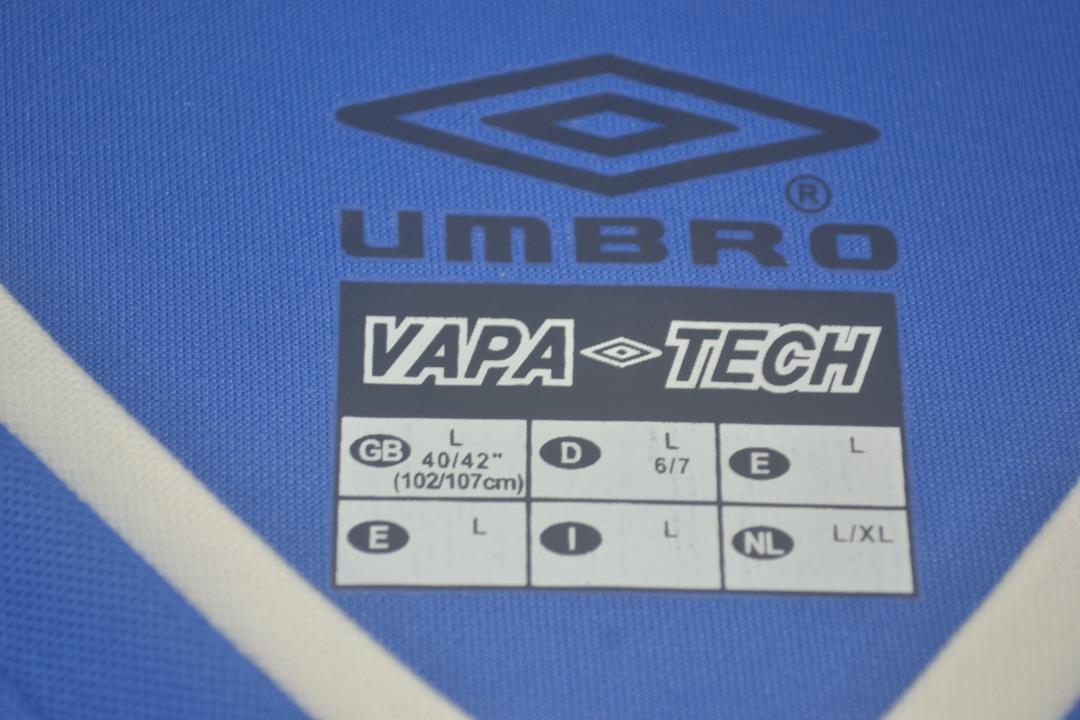 ®
UMBRO
VAPA TECH
GB L
40/42"
(102/107cm)
D L
6/7
E L
E L
I L
NL L/XL